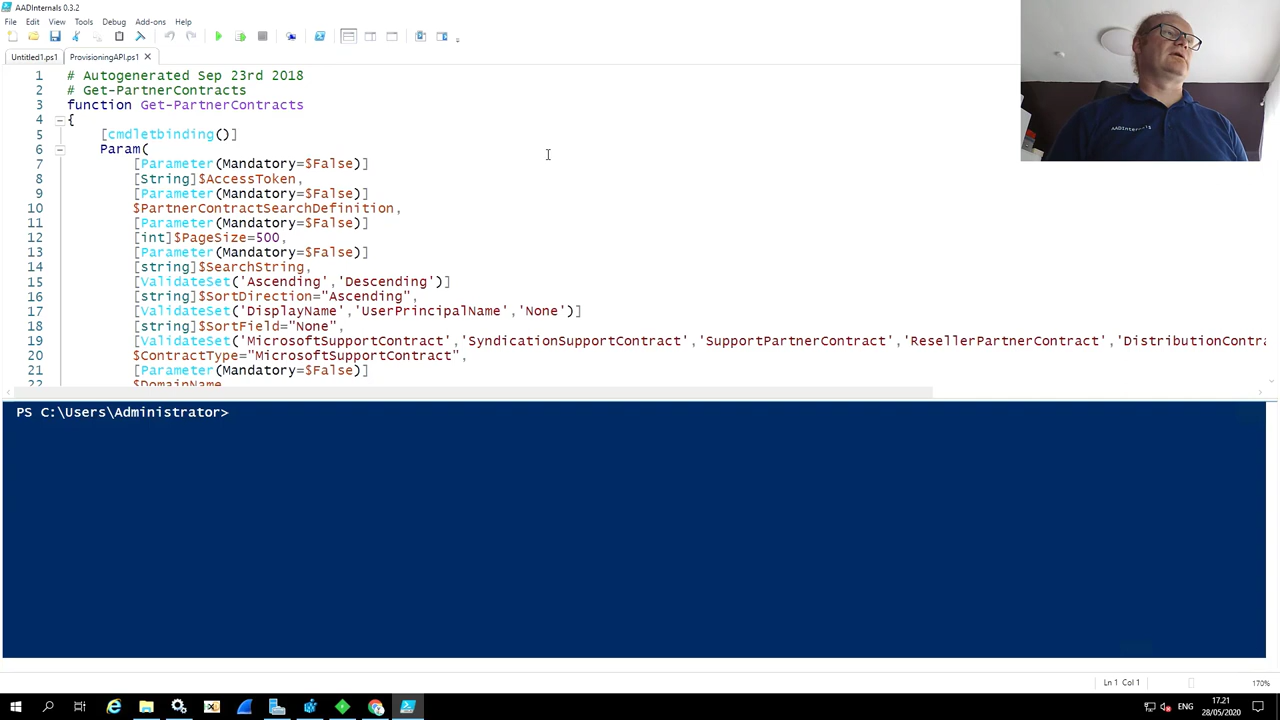 AADInternals 0.3.2
File Edit View Tools Debug Add-ons Help
Untitled1.ps1 ProvisioningAPI.ps1
1 # Autogenerated Sep 23rd 2018
2 # Get-PartnerContracts
3 function Get-PartnerContracts
4 {
5 [cmdletbinding()]
6 Param(
7 [Parameter(Mandatory=$False)]
8 [String]$AccessToken,
9 [Parameter(Mandatory=$False)]
10 $PartnerContractSearchDefinition,
11 [Parameter(Mandatory=$False)]
12 [int]$PageSize=500,
13 [Parameter(Mandatory=$False)]
14 [string]$SearchString,
15 [ValidateSet('Ascending','Descending')]
16 [string]$SortDirection="Ascending",
17 [ValidateSet('DisplayName','UserPrincipalName','None')]
18 [string]$SortField="None",
19 [ValidateSet('MicrosoftSupportContract','SyndicationSupportContract','SupportPartnerContract','ResellerPartnerContract','DistributionContra
20 $ContractType="MicrosoftSupportContract",
21 [Parameter(Mandatory=$False)]
22 $DomainName
AADInternals
PS C:\Users\Administrator>
Ln 1 Col 1 170%
ENG
17.21
28/05/2020